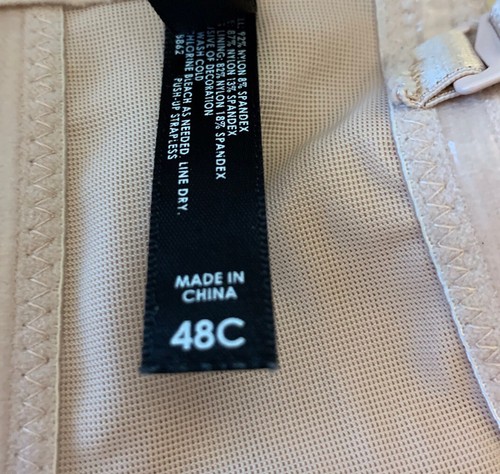 92% NYLON 8% SPANDEX
87% NYLON 13% SPANDEX
LINING: 82% NYLON 18% SPANDEX
OF DECORATION
WASH COLD
HLORINE BLEACH AS NEEDED. LINE DRY.
5862
PUSH-UP STRAPLESS
MADE IN
CHINA
48C